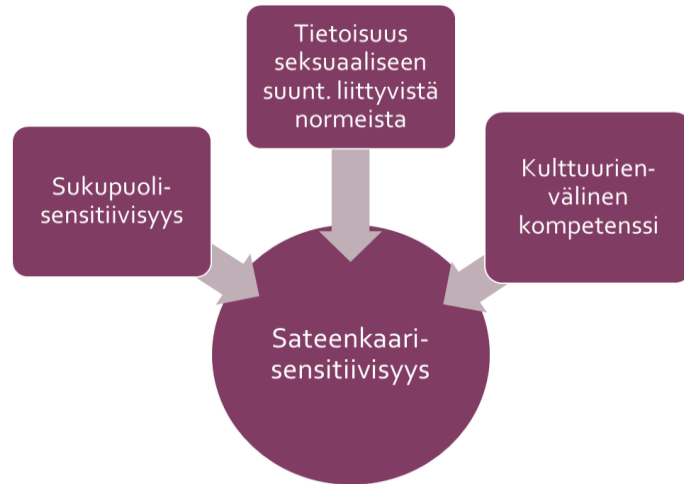 Tietoisuus
seksuaaliseen
suunt. liittyvistä
normeista
Sukupuoli-
sensitiivisyys
Kulttuurien-
välinen
kompetenssi
Sateenkaari-
sensitiivisyys